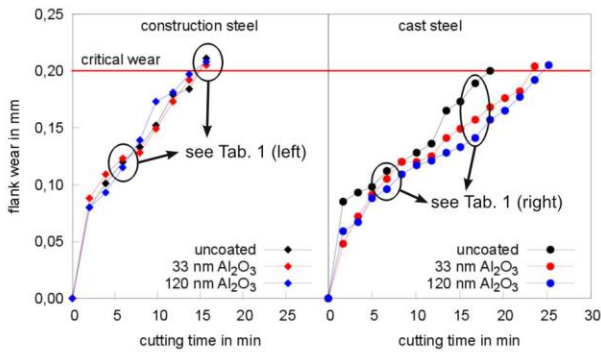 construction steel
cast steel
critical wear
0,20
0,15
0,10
0,05
0,00
flank wear in mm
see Tab. 1 (left)
see Tab. 1 (right)
uncoated
33 nm Al₂O₃
120 nm Al₂O₃
uncoated
33 nm Al₂O₃
120 nm Al₂O₃
0 5 10 15 20 25
0 5 10 15 20 25 30
cutting time in min
cutting time in min